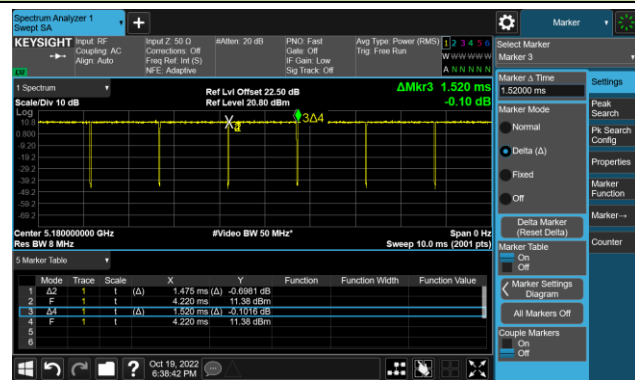 Spectrum Analyzer 1
Swept SA
Marker
KEYSIGHT
Input: RF
Coupling: AC
Align: Auto
Input Z: 50 Ω
Corrections: Off
Freq Ref: Int (S)
NFE: Adaptive
#Atten: 20 dB
PNO: Fast
Gate: Off
IF Gain: Low
Sig Track: Off
Avg Type: Power (RMS)
Trig: Free Run
1 2 3 4 5 6
W W W W W W
A N N N N N
Select Marker
Marker 3
LW
1 Spectrum
Scale/Div 10 dB
Log
Ref Lvl Offset 22.50 dB
Ref Level 20.80 dBm
ΔMkr3 1.520 ms
-0.10 dB
10.8
0.800
-9.20
-19.2
-29.2
-39.2
-49.2
-59.2
-69.2
3Δ4
Center 5.180000000 GHz
Res BW 8 MHz
#Video BW 50 MHz*
Span 0 Hz
Sweep 10.0 ms (2001 pts)
Marker Δ Time
1.52000 ms
Marker Mode
Normal
Delta (Δ)
Fixed
Off
Delta Marker
(Reset Delta)
Marker Table
On
Off
Marker Settings
Diagram
All Markers Off
Couple Markers
On
Off
Settings
Peak
Search
Pk Search
Config
Properties
Marker
Function
Marker→
Counter
5 Marker Table
Mode Trace Scale X Y Function Function Width Function Value
1 Δ2 1 t (Δ) 1.475 ms (Δ) -0.6981 dB
2 F 1 t 4.220 ms 11.38 dBm
3 Δ4 1 t (Δ) 1.520 ms (Δ) -0.1016 dB
4 F 1 t 4.220 ms 11.38 dBm
5
6
?
Oct 19, 2022
6:38:42 PM